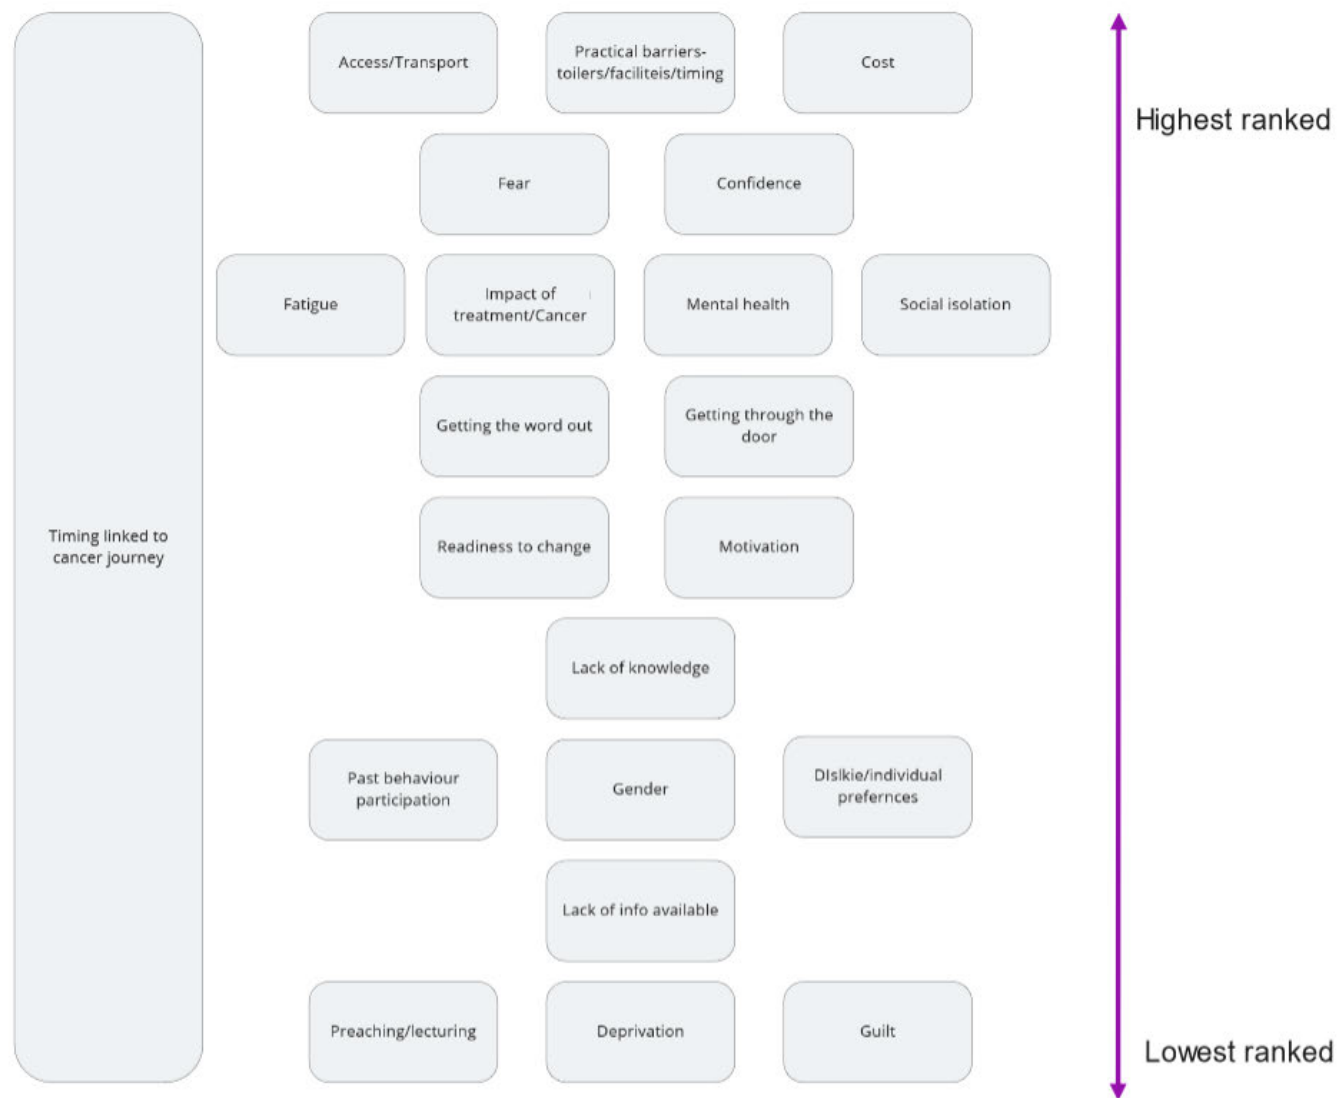 Access/Transport
Practical barriers-
toilers/faciliteis/timing
Cost
Highest ranked
Fear
Confidence
Fatigue
Impact of
treatment/Cancer
Mental health
Social isolation
Getting the word out
Getting through the
door
Timing linked to
cancer journey
Readiness to change
Motivation
Lack of knowledge
Past behaviour
participation
Gender
DIslkie/individual
prefernces
Lack of info available
Preaching/lecturing
Deprivation
Guilt
Lowest ranked